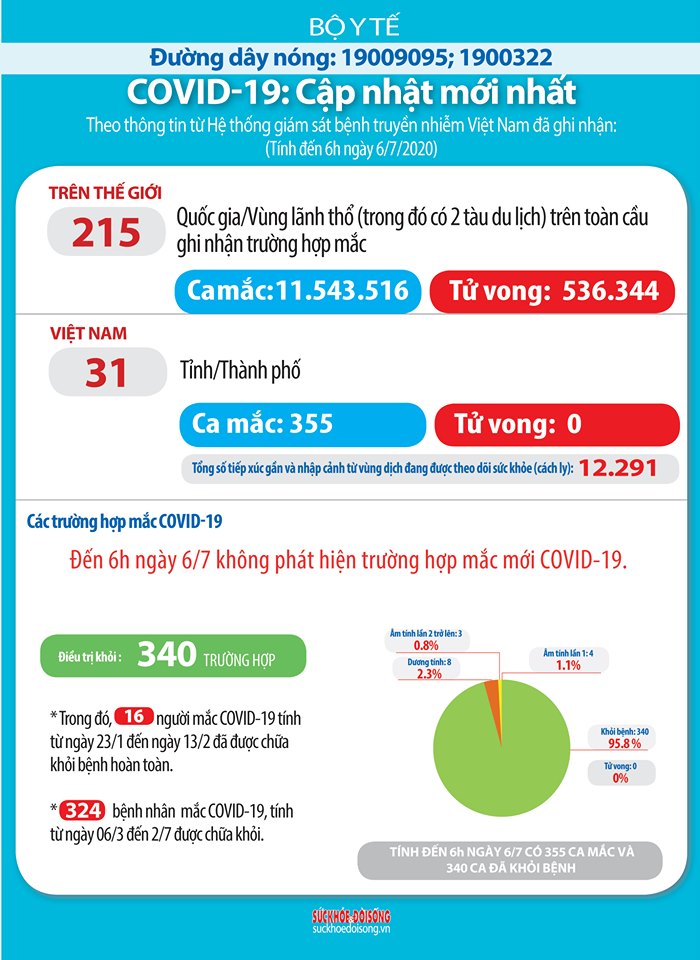 BỘ Y TẾ
Đường dây nóng: 19009095; 1900322
COVID-19: Cập nhật mới nhất
Theo thông tin từ Hệ thống giám sát bệnh truyền nhiễm Việt Nam đã ghi nhận:
(Tính đến 6h ngày 6/7/2020)
TRÊN THẾ GIỚI
215
Quốc gia/Vùng lãnh thổ (trong đó có 2 tàu du lịch) trên toàn cầu
ghi nhận trường hợp mắc
Ca mắc:11.543.516
Tử vong: 536.344
VIỆT NAM
31
Tỉnh/Thành phố
Ca mắc: 355
Tử vong: 0
Tổng số tiếp xúc gần và nhập cảnh từ vùng dịch đang được theo dõi sức khỏe (cách ly): 12.291
Các trường hợp mắc COVID-19
Đến 6h ngày 6/7 không phát hiện trường hợp mắc mới COVID-19.
Điều trị khỏi : 340 TRƯỜNG HỢP
* Trong đó, 16 người mắc COVID-19 tính
từ ngày 23/1 đến ngày 13/2 đã được chữa
khỏi bệnh hoàn toàn.
* 324 bệnh nhân mắc COVID-19, tính
từ ngày 06/3 đến 2/7 được chữa khỏi.
Âm tính lần 2 trở lên: 3
0.8%
Dương tính: 8
2.3%
Âm tính lần 1: 4
1.1%
Khỏi bệnh: 340
95.8 %
Tử vong: 0
0%
TÍNH ĐẾN 6h NGÀY 6/7 CÓ 355 CA MẮC VÀ
340 CA ĐÃ KHỎI BỆNH
SỨC KHỎE & ĐỜI SỐNG
suckhoedoisong.vn